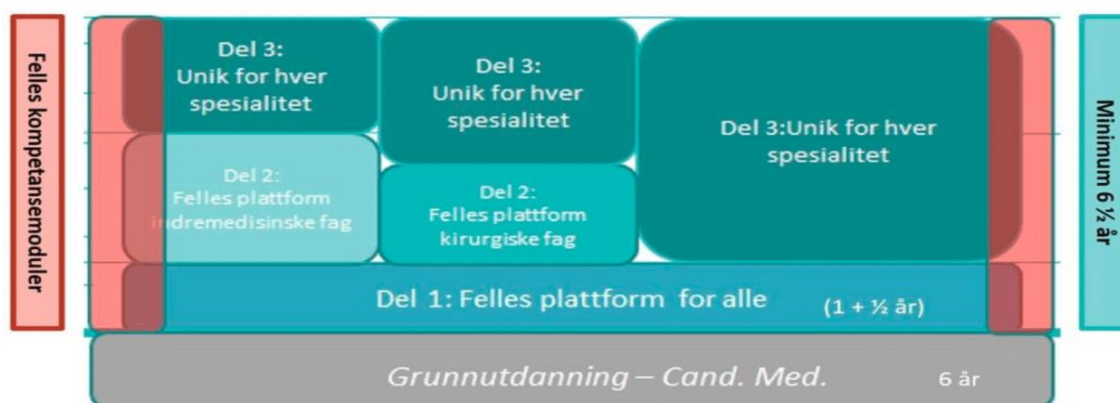 Felles kompetansemoduler
Del 3:
Unik for hver
spesialitet
Del 2:
Felles plattform
indremedisinske fag
Del 3:
Unik for hver
spesialitet
Del 2:
Felles plattform
kirurgiske fag
Del 3:Unik for hver
spesialitet
Del 1: Felles plattform for alle
(1 + ½ år)
Grunnutdanning – Cand. Med.
6 år
Minimum 6 ½ år